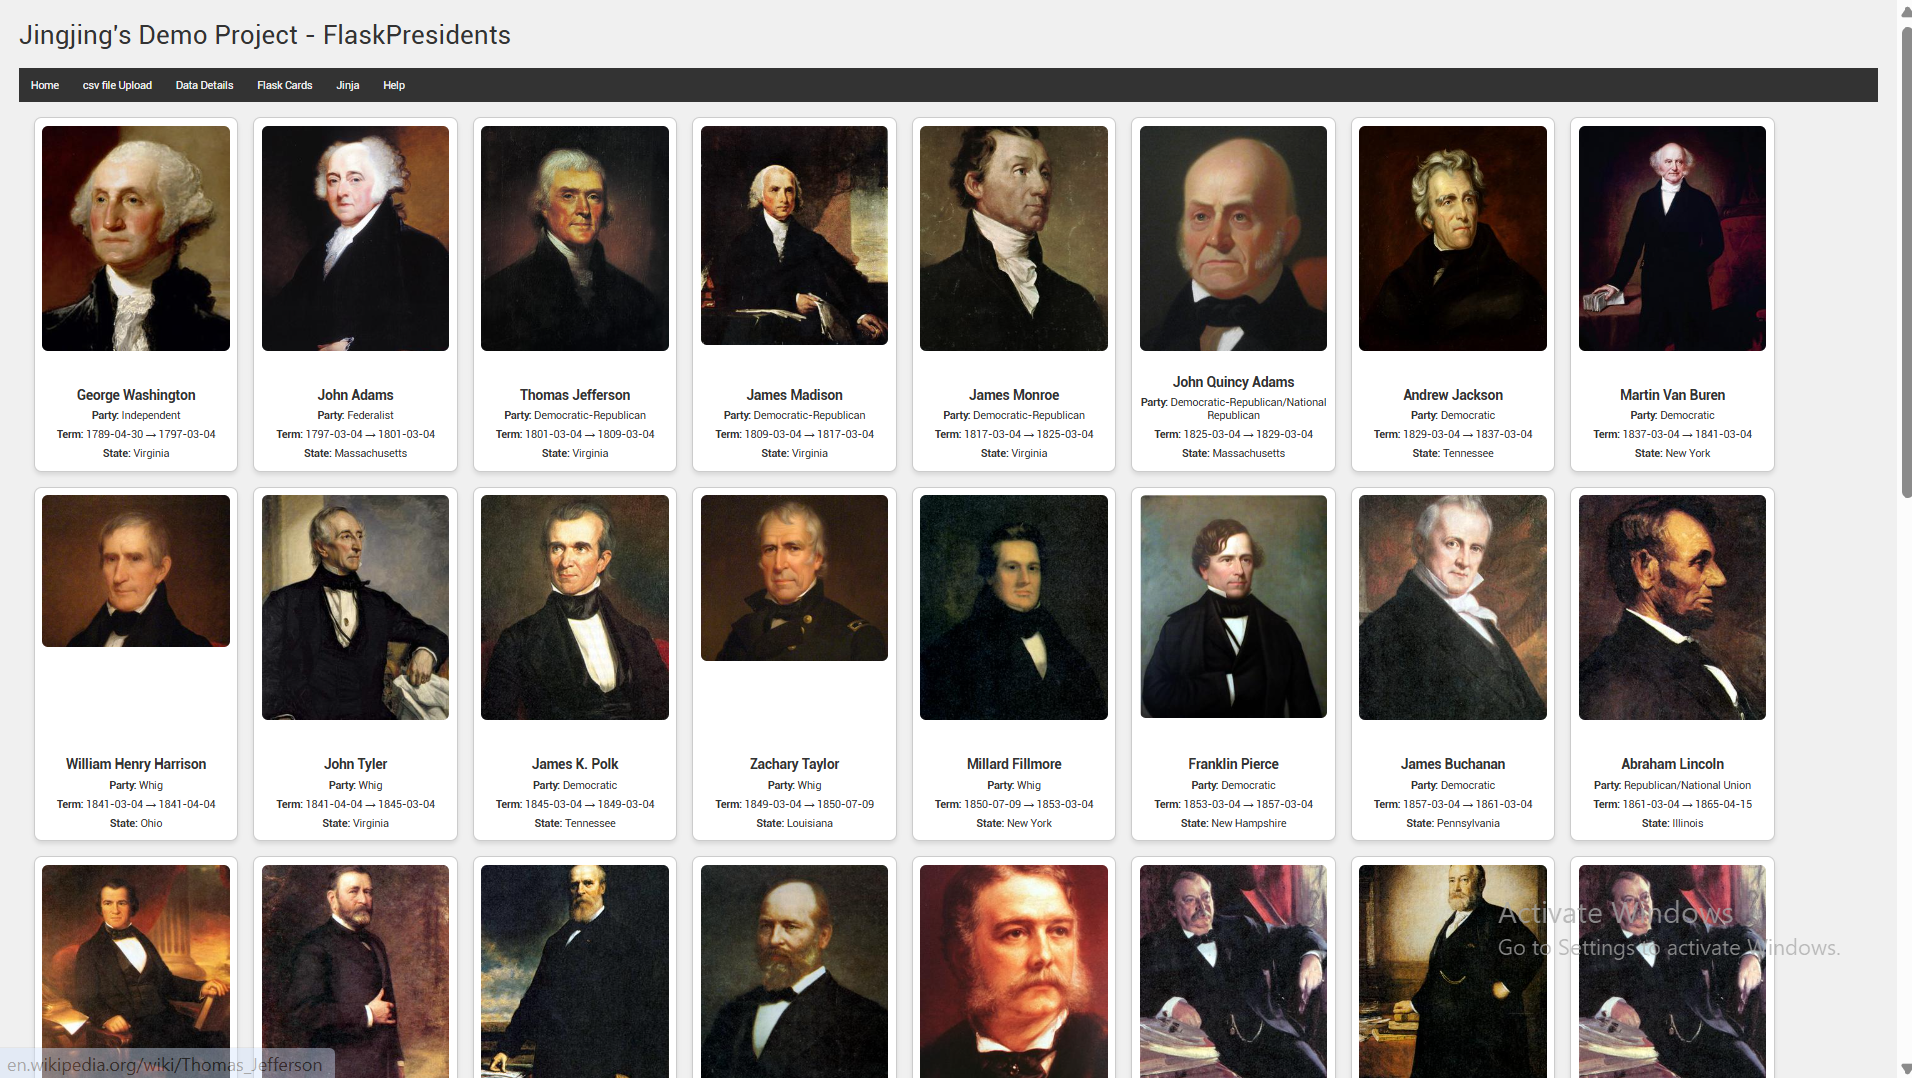 Jingjing's Demo Project - FlaskPresidents
Home csv file Upload Data Details Flask Cards Jinja Help
George Washington
Party: Independent
Term: 1789-04-30 → 1797-03-04
State: Virginia
John Adams
Party: Federalist
Term: 1797-03-04 → 1801-03-04
State: Massachusetts
Thomas Jefferson
Party: Democratic-Republican
Term: 1801-03-04 → 1809-03-04
State: Virginia
James Madison
Party: Democratic-Republican
Term: 1809-03-04 → 1817-03-04
State: Virginia
James Monroe
Party: Democratic-Republican
Term: 1817-03-04 → 1825-03-04
State: Virginia
John Quincy Adams
Party: Democratic-Republican/National
Republican
Term: 1825-03-04 → 1829-03-04
State: Massachusetts
Andrew Jackson
Party: Democratic
Term: 1829-03-04 → 1837-03-04
State: Tennessee
Martin Van Buren
Party: Democratic
Term: 1837-03-04 → 1841-03-04
State: New York
William Henry Harrison
Party: Whig
Term: 1841-03-04 → 1841-04-04
State: Ohio
John Tyler
Party: Whig
Term: 1841-04-04 → 1845-03-04
State: Virginia
James K. Polk
Party: Democratic
Term: 1845-03-04 → 1849-03-04
State: Tennessee
Zachary Taylor
Party: Whig
Term: 1849-03-04 → 1850-07-09
State: Louisiana
Millard Fillmore
Party: Whig
Term: 1850-07-09 → 1853-03-04
State: New York
Franklin Pierce
Party: Democratic
Term: 1853-03-04 → 1857-03-04
State: New Hampshire
James Buchanan
Party: Democratic
Term: 1857-03-04 → 1861-03-04
State: Pennsylvania
Abraham Lincoln
Party: Republican/National Union
Term: 1861-03-04 → 1865-04-15
State: Illinois
Activate Windows
Go to Settings to activate Windows.
en.wikipedia.org/wiki/Thomas_Jefferson